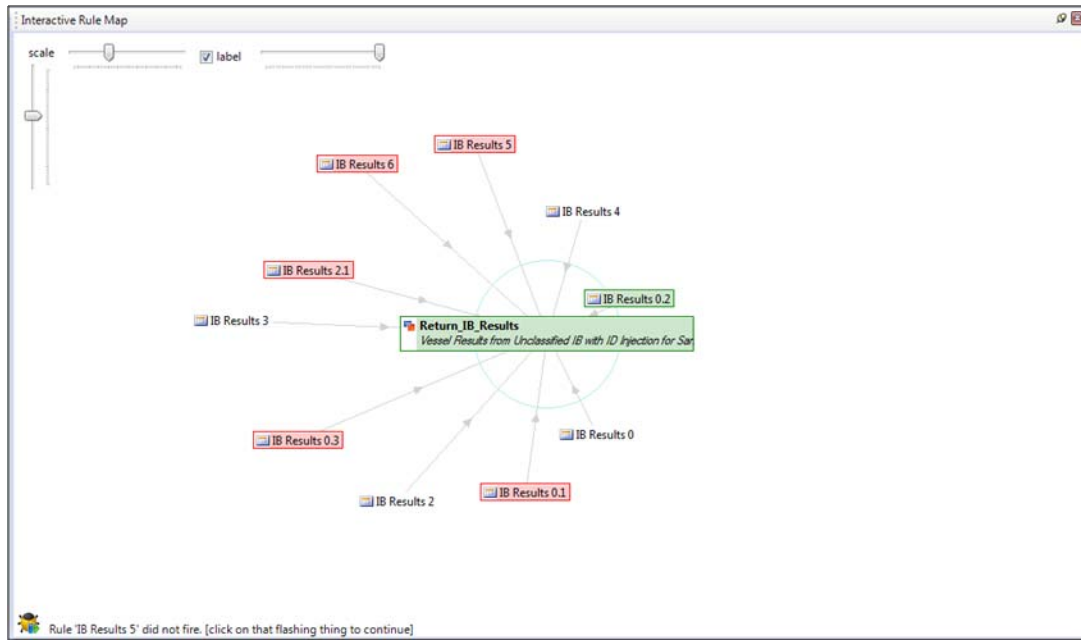 Interactive Rule Map
scale
label
IB Results 5
IB Results 6
IB Results 4
IB Results 2.1
IB Results 0.2
IB Results 3
Return_IB_Results
Vessel Results from Unclassified IB with ID Injection for Sar
IB Results 0
IB Results 0.3
IB Results 0.1
IB Results 2
Rule 'IB Results 5' did not fire. [click on that flashing thing to continue]